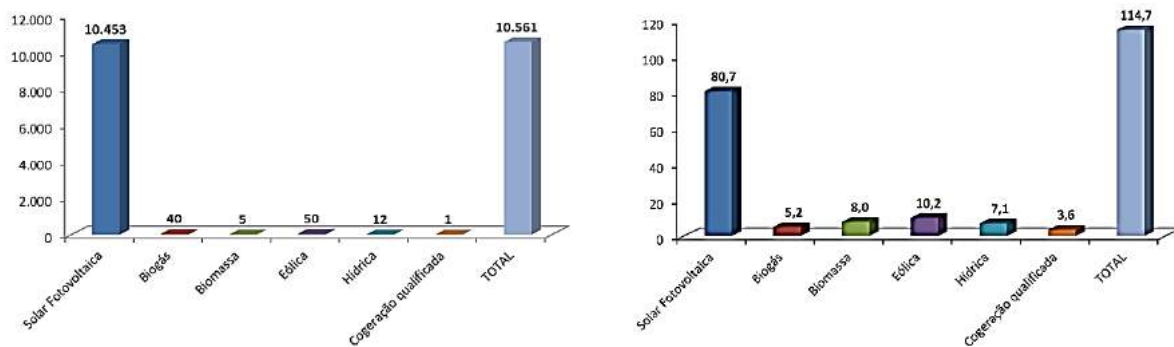 12.000
10.000
8.000
6.000
4.000
2.000
0
10.453
40
5
50
12
1
10.561
Solar Fotovoltaica
Biogás
Biomassa
Eólica
Hídrica
Cogeração qualificada
TOTAL
120
100
80
60
40
20
0
80,7
5,2
8,0
10,2
7,1
3,6
114,7
Solar Fotovoltaica
Biogás
Biomassa
Eólica
Hídrica
Cogeração qualificada
TOTAL